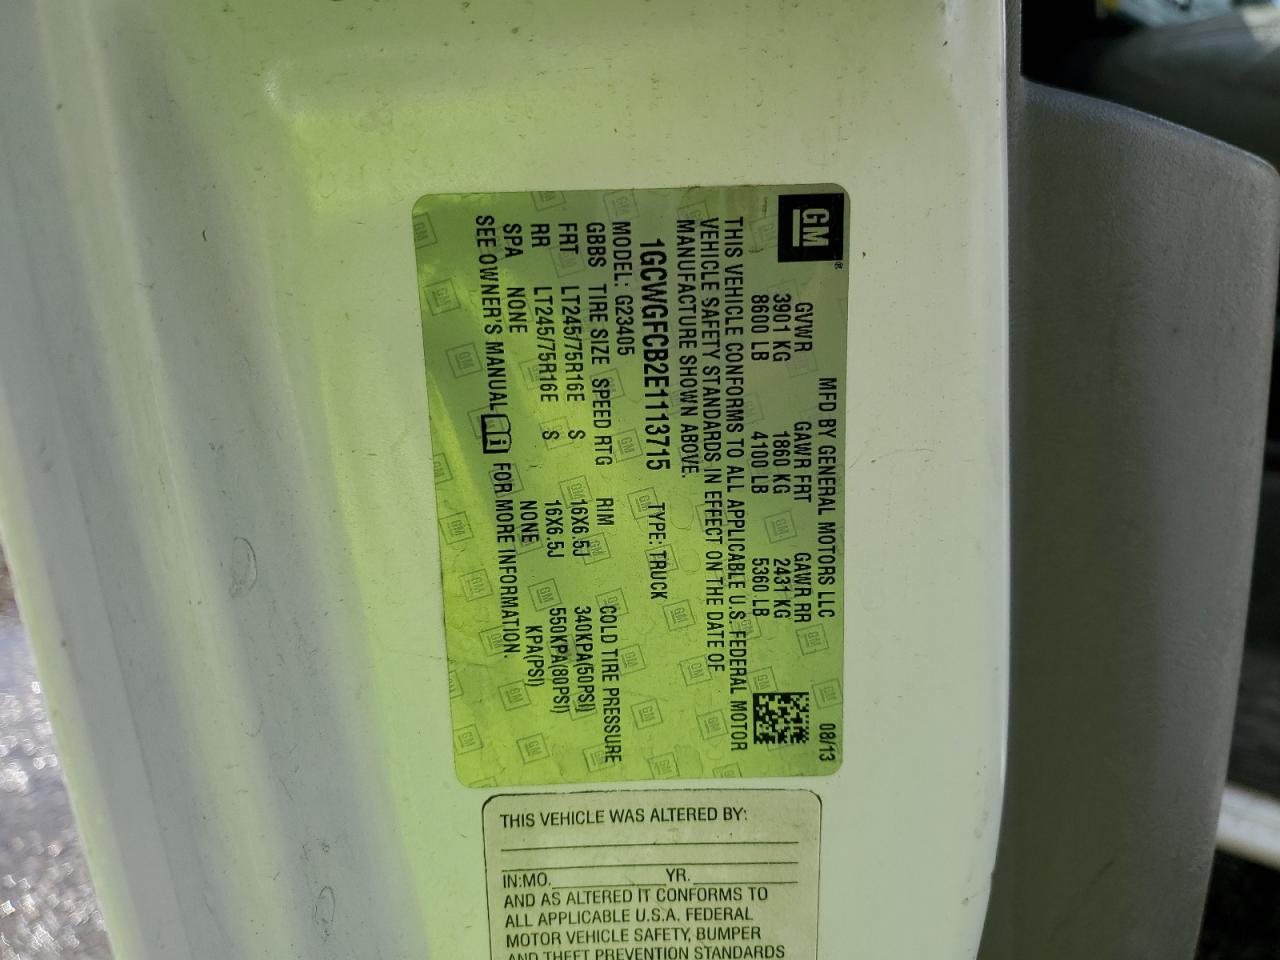 GM
MFD BY GENERAL MOTORS LLC 08/13
GVWR GAWR FRT GAWR RR
3901 KG 1860 KG 2431 KG
8600 LB 4100 LB 5360 LB
THIS VEHICLE CONFORMS TO ALL APPLICABLE U.S. FEDERAL MOTOR
VEHICLE SAFETY STANDARDS IN EFFECT ON THE DATE OF
MANUFACTURE SHOWN ABOVE.
1GCWGFCB2E1113715 TYPE: TRUCK
MODEL: G23405
GBBS TIRE SIZE SPEED RTG RIM COLD TIRE PRESSURE
FRT LT245/75R16E S 16X6.5J 340KPA(50PSI)
RR LT245/75R16E S 16X6.5J 550KPA(80PSI)
SPA NONE NONE KPA(PSI)
SEE OWNER'S MANUAL FOR MORE INFORMATION.
THIS VEHICLE WAS ALTERED BY:
IN:MO. YR.
AND AS ALTERED IT CONFORMS TO
ALL APPLICABLE U.S.A. FEDERAL
MOTOR VEHICLE SAFETY, BUMPER
AND THEFT PREVENTION STANDARDS